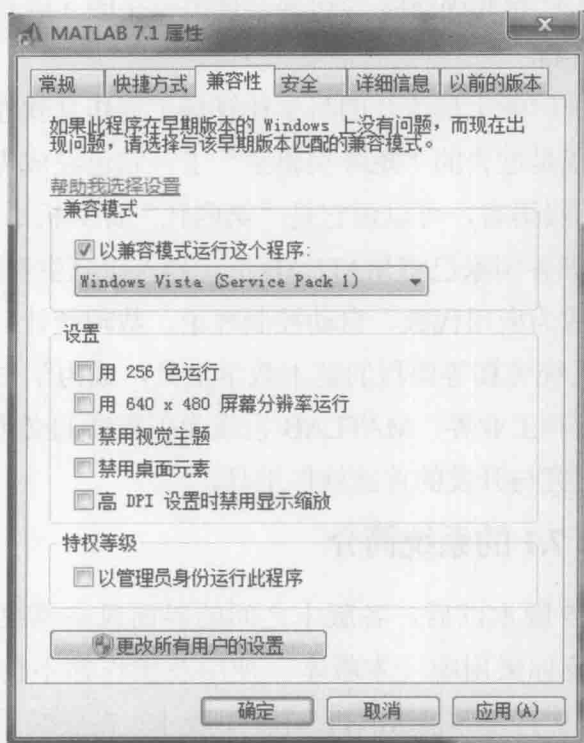 MATLAB 7.1 属性
常规 快捷方式 兼容性 安全 详细信息 以前的版本
如果此程序在早期版本的 Windows 上没有问题，而现在出
现问题，请选择与该早期版本匹配的兼容模式。
帮助我选择设置
兼容模式
以兼容模式运行这个程序:
Windows Vista (Service Pack 1)
设置
用 256 色运行
用 640 x 480 屏幕分辨率运行
禁用视觉主题
禁用桌面元素
高 DPI 设置时禁用显示缩放
特权等级
以管理员身份运行此程序
更改所有用户的设置
确定 取消 应用(A)